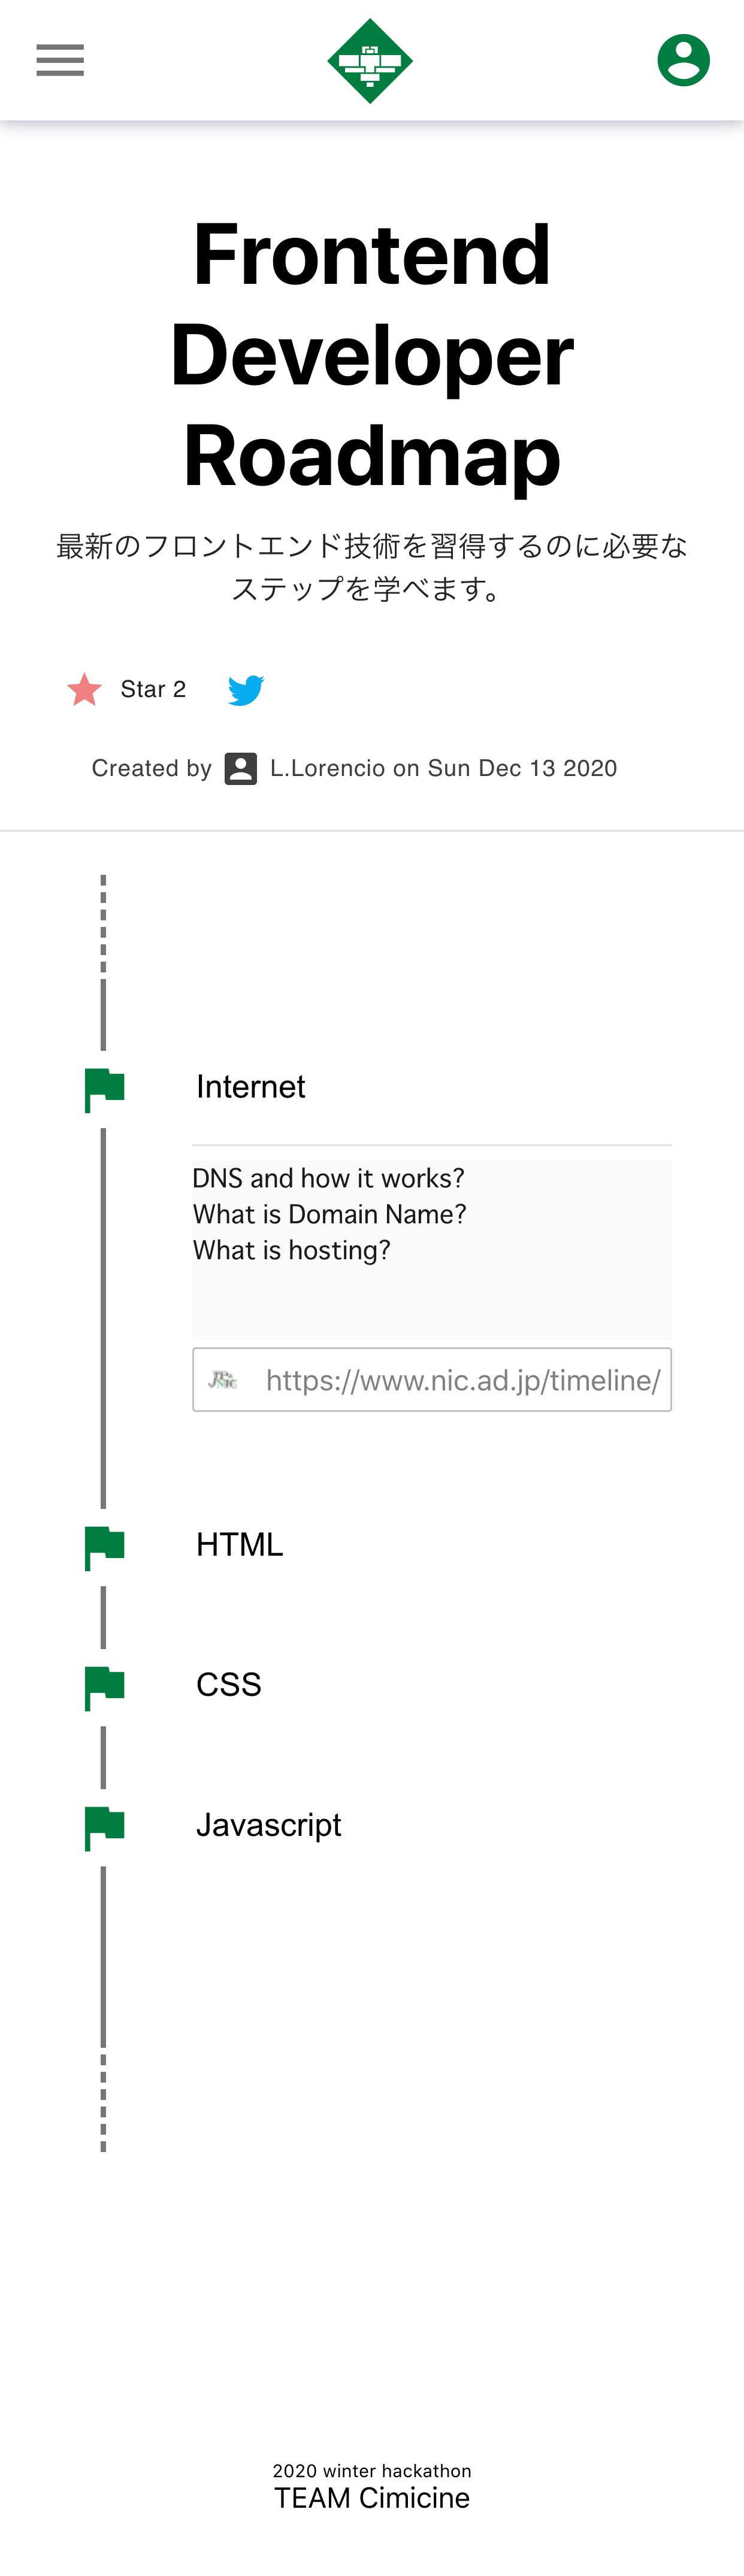 Frontend
Developer
Roadmap
最新のフロントエンド技術を習得するのに必要な
ステップを学べます。
Star 2
Created by L.Lorencio on Sun Dec 13 2020
Internet
DNS and how it works?
What is Domain Name?
What is hosting?
https://www.nic.ad.jp/timeline/
HTML
CSS
Javascript
2020 winter hackathon
TEAM Cimicine